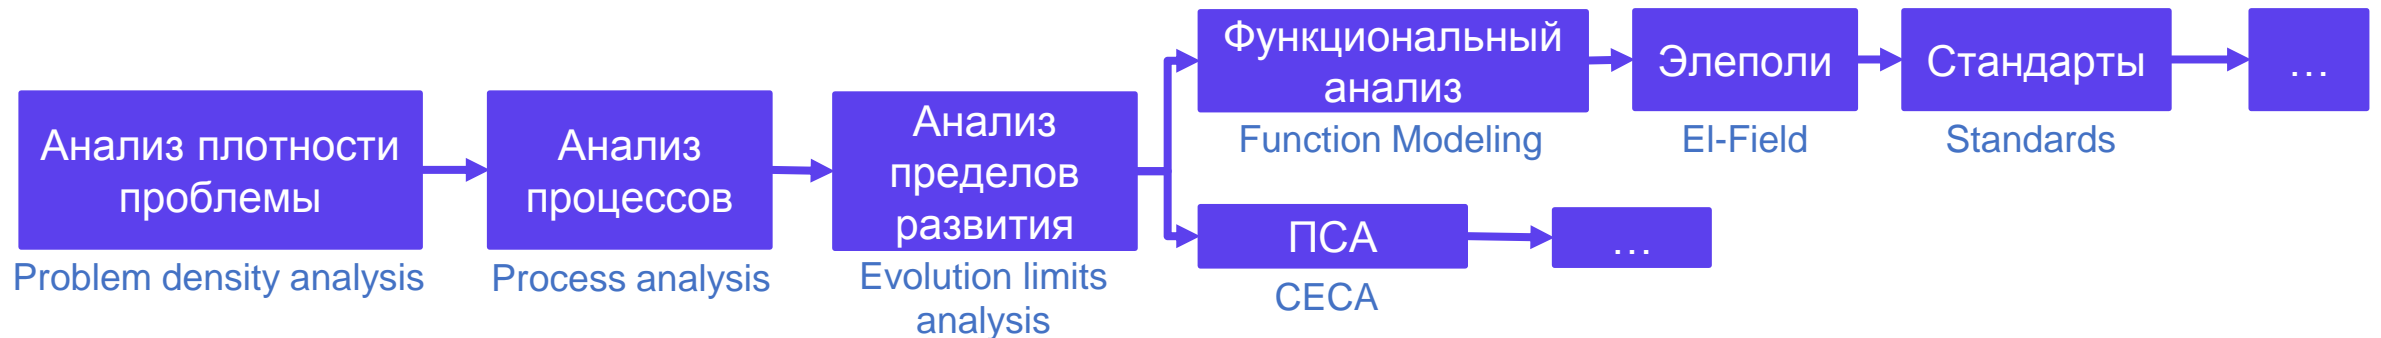 Анализ плотности
проблемы
Problem density analysis
Анализ
процессов
Process analysis
Анализ
пределов
развития
Evolution limits
analysis
Функциональный
анализ
Function Modeling
Элеполи
El-Field
Стандарты
Standards
…
ПСА
CECA
…